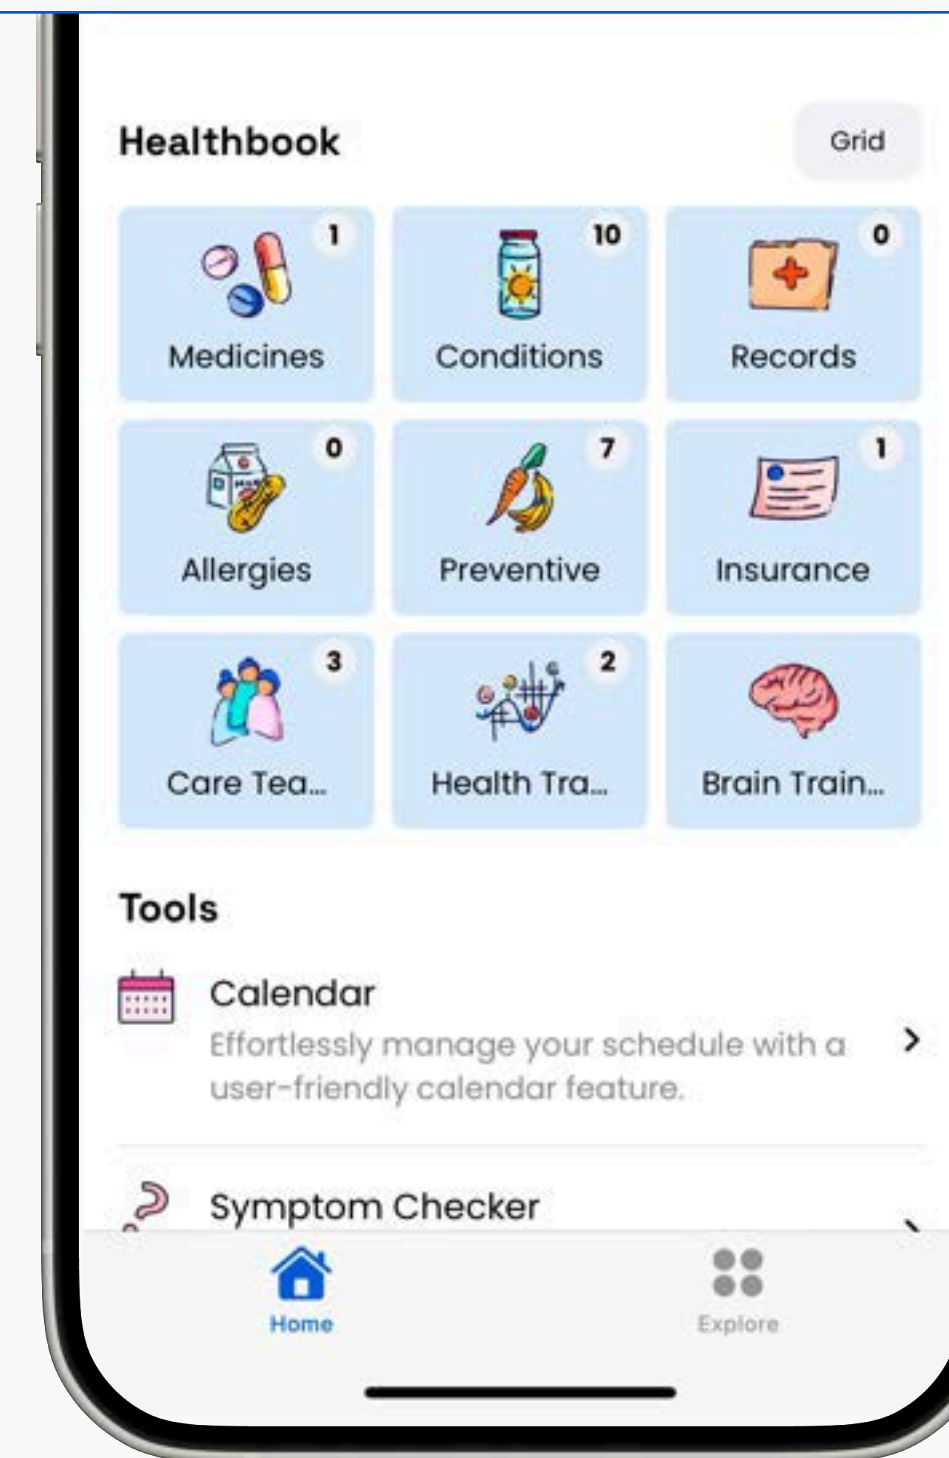 Healthbook
Grid
1
10
0
Medicines
Conditions
Records
0
7
1
Allergies
Preventive
Insurance
3
2
Care Tea...
Health Tra...
Brain Train...
Tools
Calendar
Effortlessly manage your schedule with a
user-friendly calendar feature.
Symptom Checker
Home
Explore